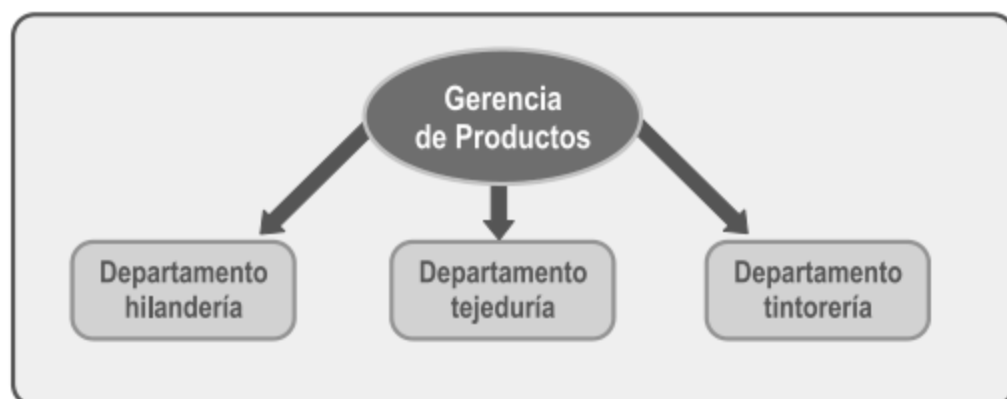 Gerencia
de Productos
Departamento
hilandería
Departamento
tejeduría
Departamento
tintorería